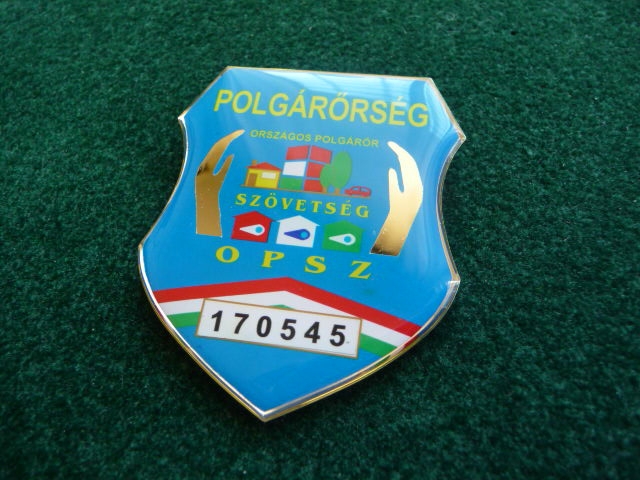 POLGÁRŐRSÉG
ORSZÁGOS POLGÁRŐR
SZÖVETSÉG
OPSZ
170545